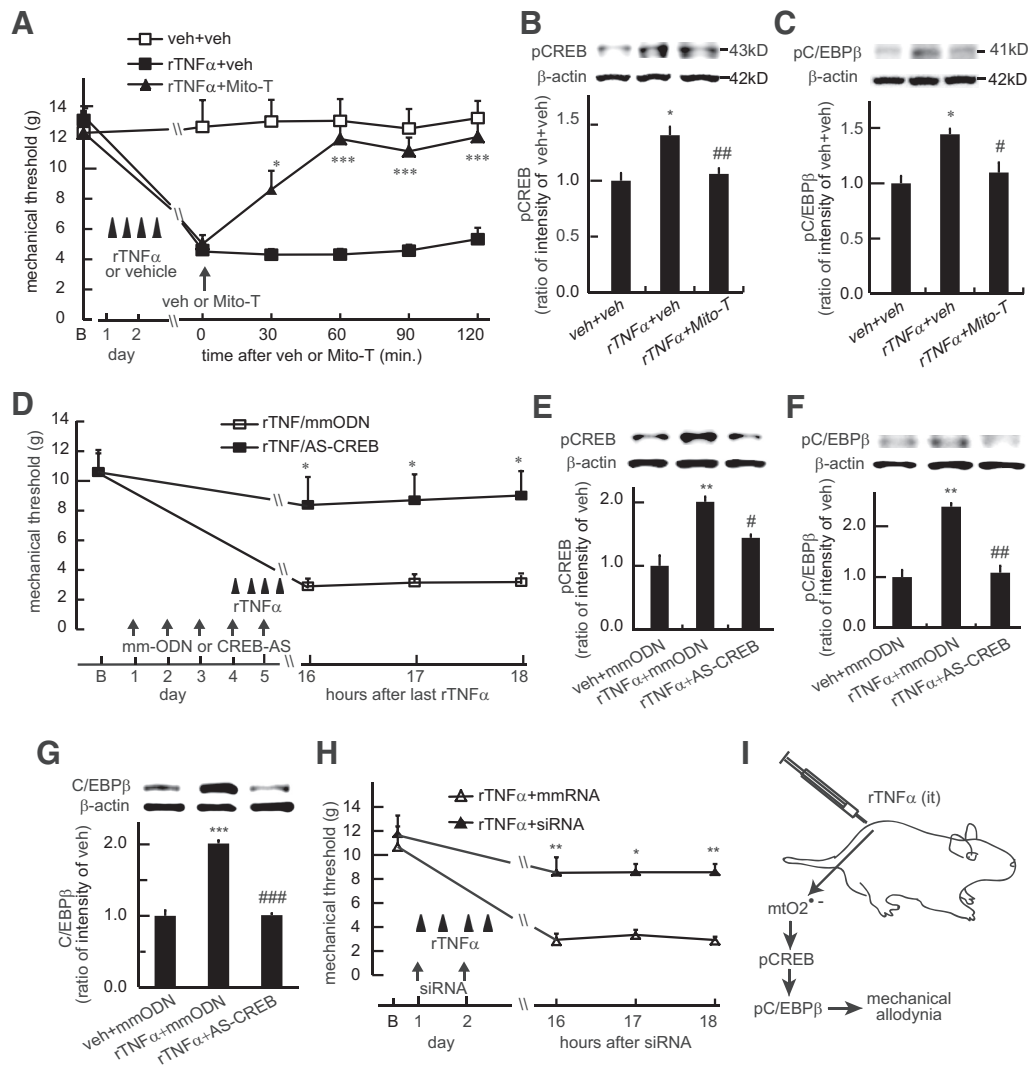 A
veh+veh
rTNFα+veh
rTNFα+Mito-T
mechanical threshold (g)
14
12
10
8
6
4
2
0
*
***
***
***
rTNFα
or vehicle
veh or Mito-T
B 1 2 0 30 60 90 120
day
time after veh or Mito-T (min.)
B
pCREB
43kD
β-actin
42kD
pCREB
(ratio of intensity of veh+veh)
1.5
1.0
0.5
0.0
*
##
veh+veh
rTNFα+veh
rTNFα+Mito-T
C
pC/EBPβ
41kD
β-actin
42kD
pC/EBPβ
(ratio of intensity of veh+veh)
1.5
1.0
0.5
0.0
*
#
veh+veh
rTNFα+veh
rTNFα+Mito-T
D
rTNF/mmODN
rTNF/AS-CREB
mechanical threshold (g)
14
12
10
8
6
4
2
0
* * *
rTNFα
mm-ODN or CREB-AS
B 1 2 3 4 5 16 17 18
day
hours after last rTNFα
E
pCREB
β-actin
pCREB
(ratio of intensity of veh)
2.0
1.0
0.0
**
#
veh+mmODN
rTNFα+mmODN
rTNFα+AS-CREB
F
pC/EBPβ
β-actin
pC/EBPβ
(ratio of intensity of veh)
2.0
1.0
0.0
**
##
veh+mmODN
rTNFα+mmODN
rTNFα+AS-CREB
G
C/EBPβ
β-actin
C/EBPβ
(ratio of intensity of veh)
2.0
1.0
0.0
***
###
veh+mmODN
rTNFα+mmODN
rTNFα+AS-CREB
H
rTNFα+mmRNA
rTNFα+siRNA
mechanical threshold (g)
14
12
10
8
6
4
2
0
** * **
rTNFα
siRNA
B 1 2 16 17 18
day
hours after siRNA
I
rTNFα (it)
mtO2•-
pCREB
pC/EBPβ
mechanical
allodynia